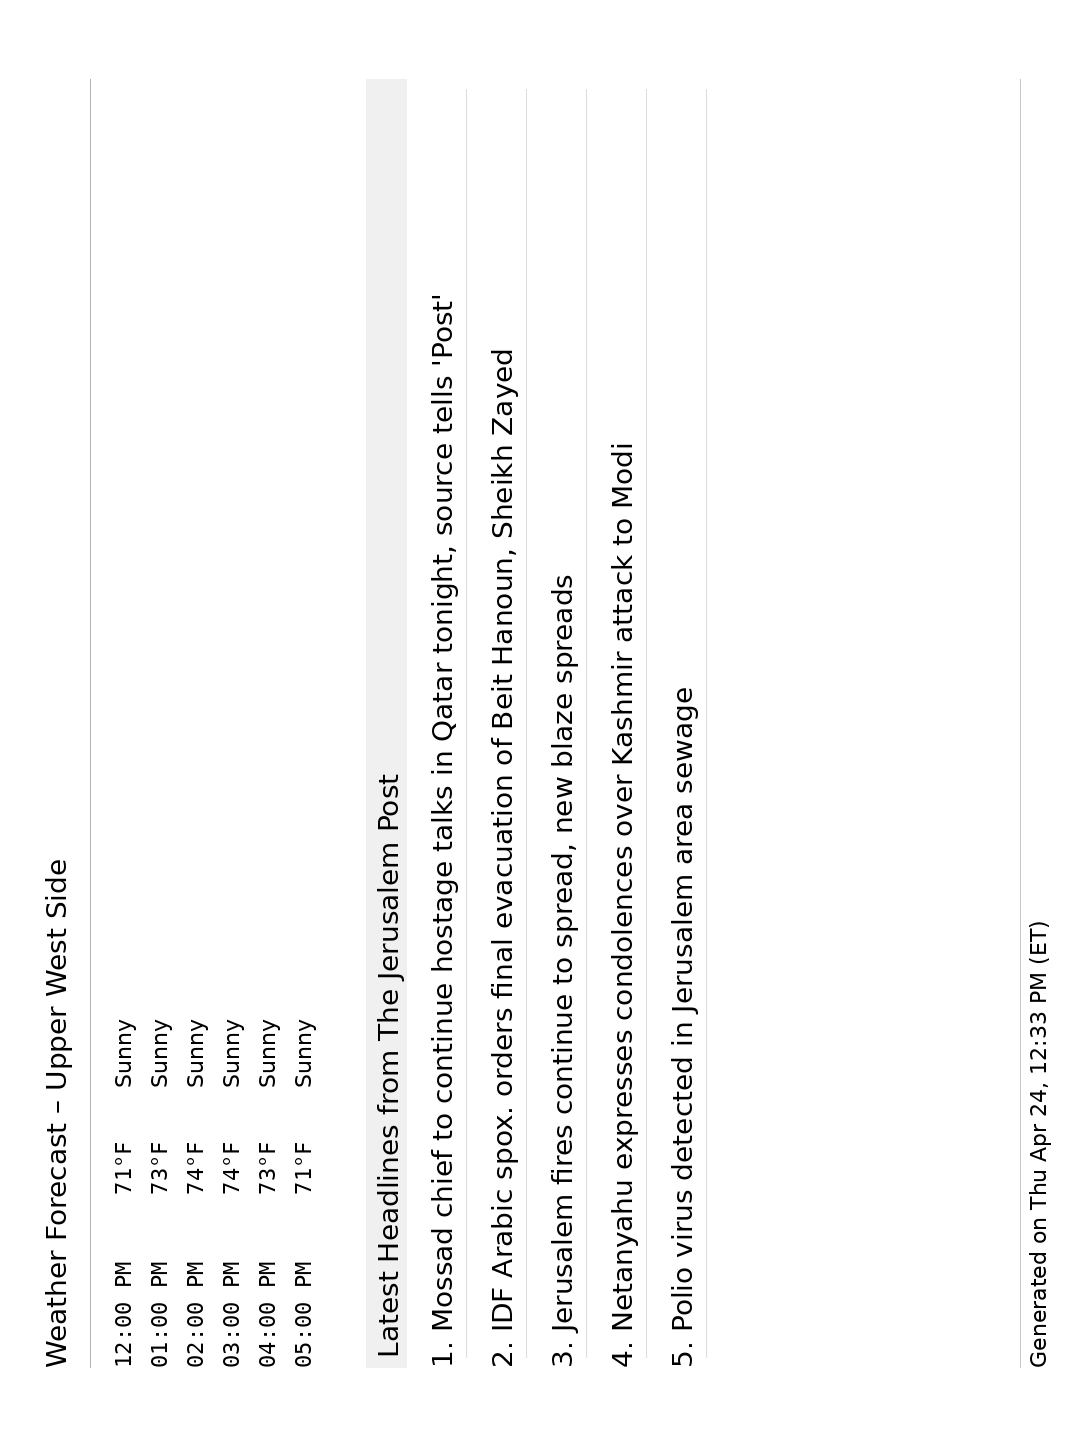 Weather Forecast – Upper West Side
12:00 PM 71°F Sunny
01:00 PM 73°F Sunny
02:00 PM 74°F Sunny
03:00 PM 74°F Sunny
04:00 PM 73°F Sunny
05:00 PM 71°F Sunny
Latest Headlines from The Jerusalem Post
1. Mossad chief to continue hostage talks in Qatar tonight, source tells 'Post'
2. IDF Arabic spox. orders final evacuation of Beit Hanoun, Sheikh Zayed
3. Jerusalem fires continue to spread, new blaze spreads
4. Netanyahu expresses condolences over Kashmir attack to Modi
5. Polio virus detected in Jerusalem area sewage
Generated on Thu Apr 24, 12:33 PM (ET)